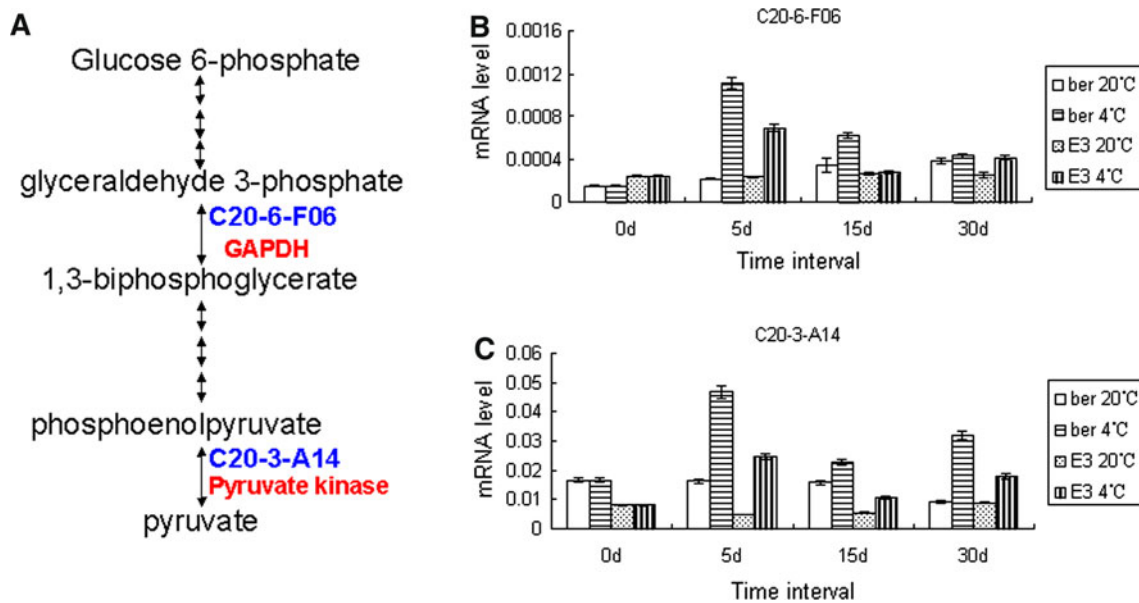 A
Glucose 6-phosphate
glyceraldehyde 3-phosphate
C20-6-F06
GAPDH
1,3-biphosphoglycerate
phosphoenolpyruvate
C20-3-A14
Pyruvate kinase
pyruvate
B
C20-6-F06
mRNA level
0.0016
0.0012
0.0008
0.0004
0
0d
5d
15d
30d
Time interval
ber 20°C
ber 4°C
E3 20°C
E3 4°C
C
C20-3-A14
mRNA level
0.06
0.05
0.04
0.03
0.02
0.01
0
0d
5d
15d
30d
Time interval
ber 20°C
ber 4°C
E3 20°C
E3 4°C